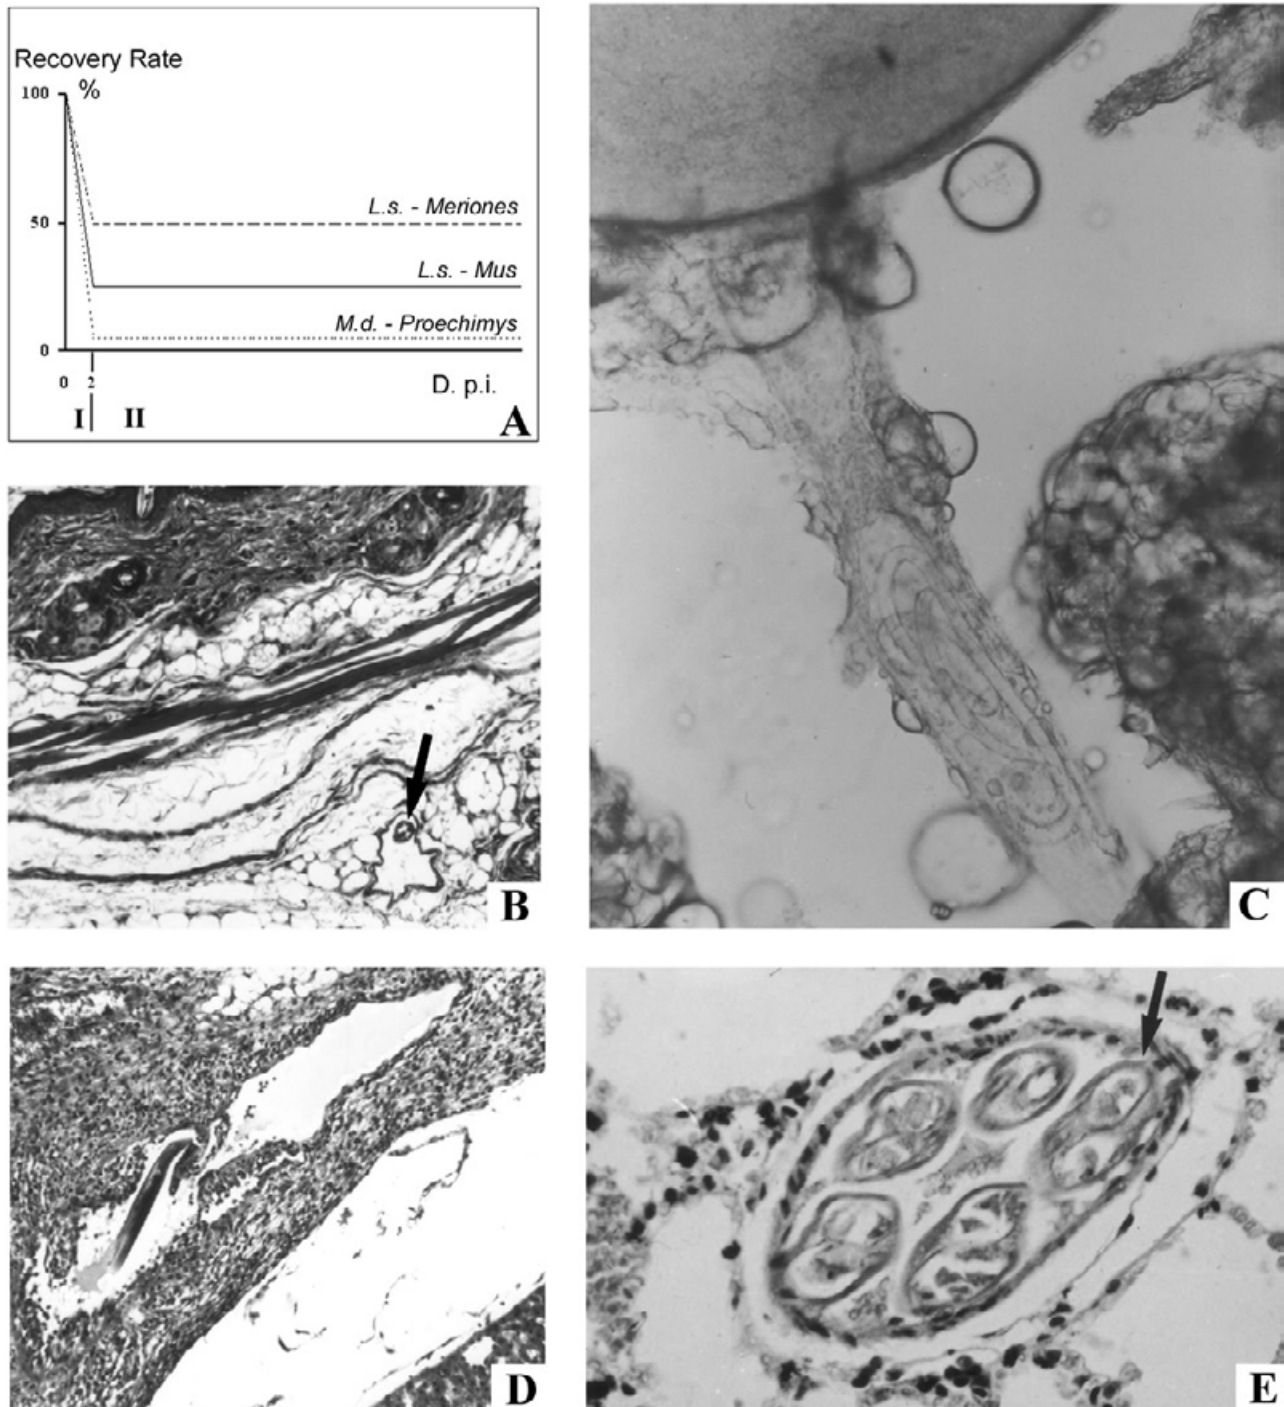 Recovery Rate
%
100
50
0
L.s. - Meriones
L.s. - Mus
M.d. - Proechimys
0 2
D. p.i.
I II
A
B
C
D
E